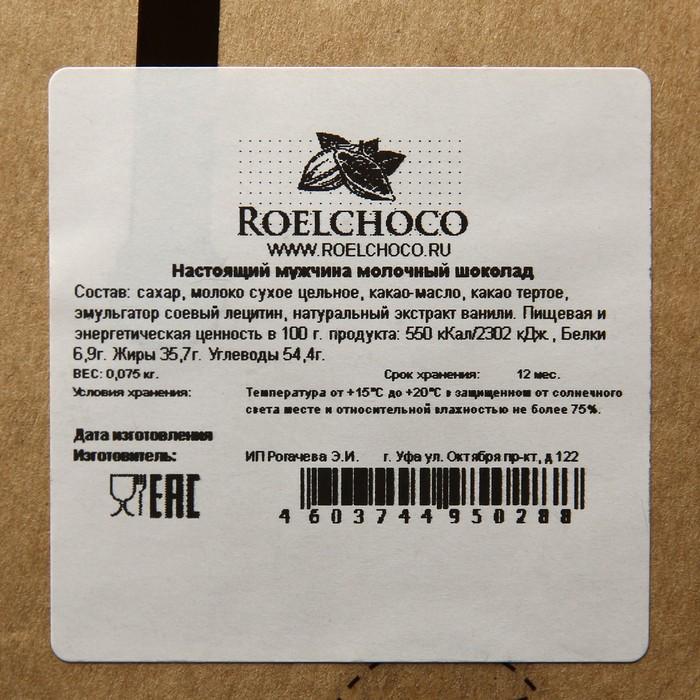 ROELCHOCO
WWW.ROELCHOCO.RU
Настоящий мужчина молочный шоколад
Состав: сахар, молоко сухое цельное, какао-масло, какао тертое,
эмульгатор соевый лецитин, натуральный экстракт ванили. Пищевая и
энергетическая ценность в 100 г. продукта: 550 кКал/2302 кДж., Белки
6,9г. Жиры 35,7г. Углеводы 54,4г.
ВЕС: 0,075 кг. Срок хранения: 12 мес.
Условия хранения: Температура от +15°С до +20°С в защищенном от солнечного
света месте и относительной влажностью не более 75%.
Дата изготовления
Изготовитель: ИП Рогачева Э.И. г. Уфа ул. Октября пр-кт, д 122
EAC
4603744950288